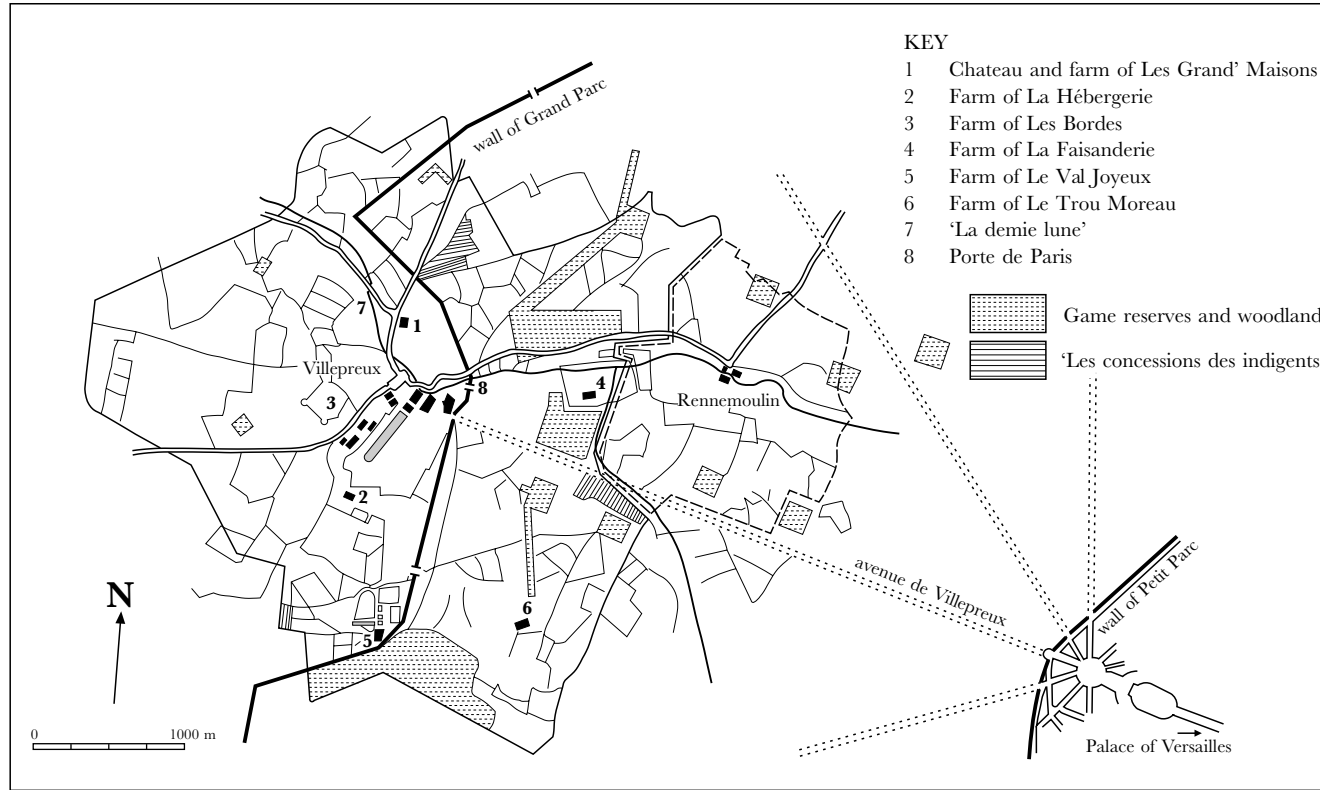 KEY
1 Chateau and farm of Les Grand' Maisons
2 Farm of La Hébergerie
3 Farm of Les Bordes
4 Farm of La Faisanderie
5 Farm of Le Val Joyeux
6 Farm of Le Trou Moreau
7 ‘La demie lune’
8 Porte de Paris
Game reserves and woodland
‘Les concessions des indigents
wall of Grand Parc
7
1
Villepreux
8
4
3
Rennemoulin
2
avenue de Villepreux
wall of Petit Parc
N
6
5
0 1000 m
Palace of Versailles